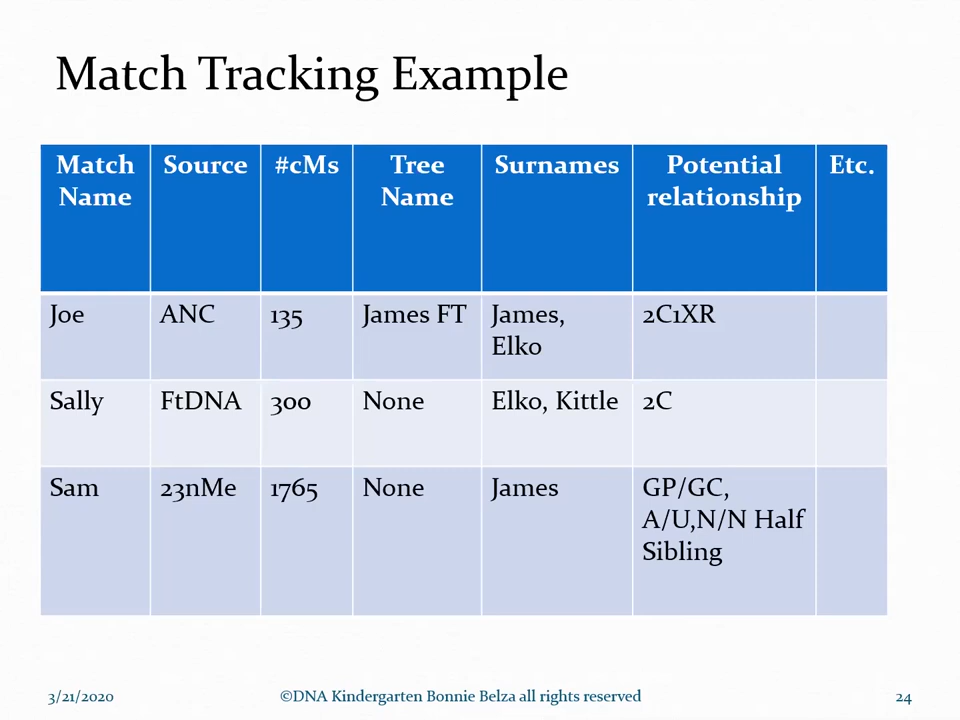 Match Tracking Example
Match Name Source #cMs Tree Name Surnames Potential relationship Etc.
Joe ANC 135 James FT James, Elko 2C1XR
Sally FtDNA 300 None Elko, Kittle 2C
Sam 23nMe 1765 None James GP/GC, A/U,N/N Half Sibling
3/21/2020 ©DNA Kindergarten Bonnie Belza all rights reserved 24